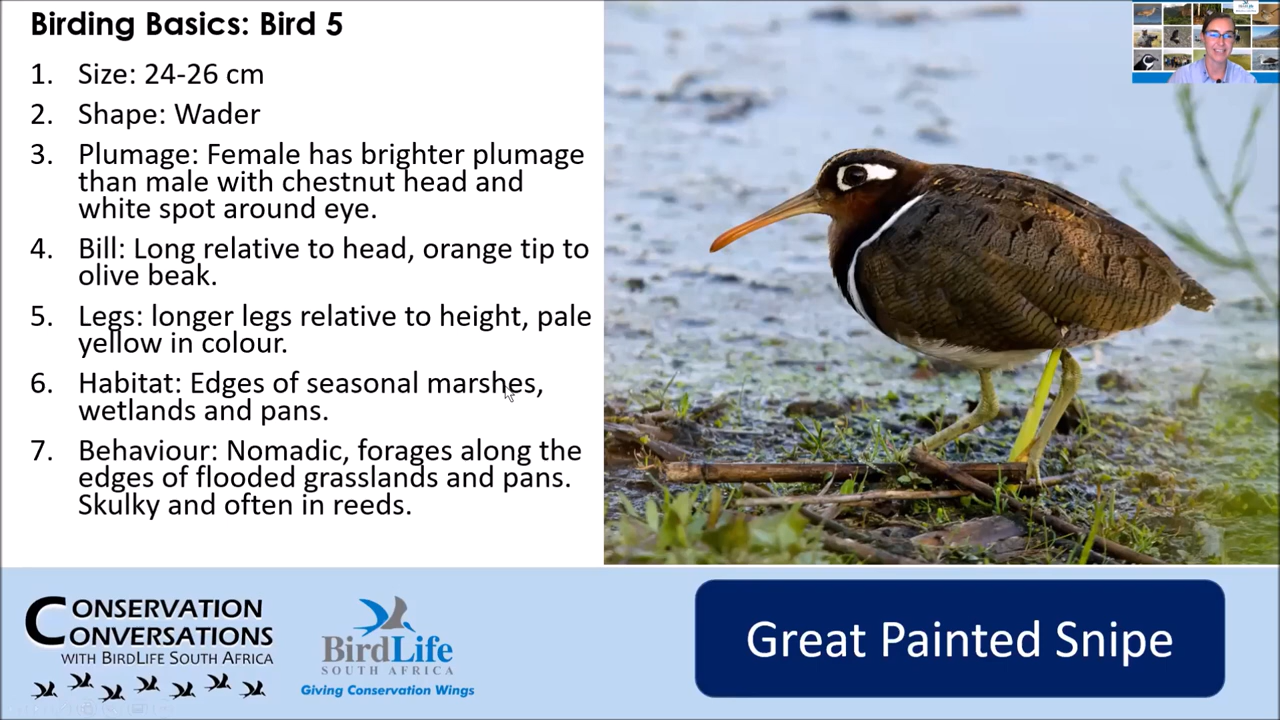 Birding Basics: Bird 5
1. Size: 24-26 cm
2. Shape: Wader
3. Plumage: Female has brighter plumage
than male with chestnut head and
white spot around eye.
4. Bill: Long relative to head, orange tip to
olive beak.
5. Legs: longer legs relative to height, pale
yellow in colour.
6. Habitat: Edges of seasonal marshes,
wetlands and pans.
7. Behaviour: Nomadic, forages along the
edges of flooded grasslands and pans.
Skulky and often in reeds.
CONSERVATION
CONVERSATIONS
WITH BIRDLIFE SOUTH AFRICA
BirdLife
SOUTH AFRICA
Giving Conservation Wings
Great Painted Snipe